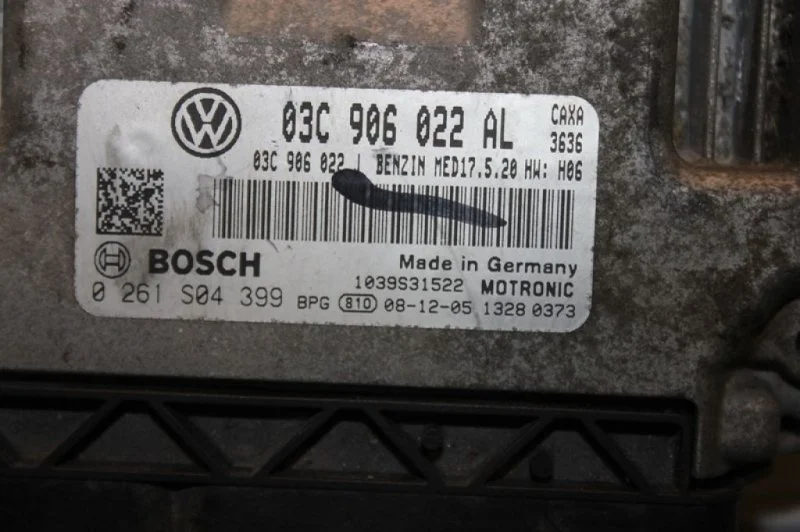 03C 906 022 AL CAXA
3636
03C 906 022 BENZIN MED17.5.20 HW: H06
BOSCH Made in Germany
1039S31522 MOTRONIC
0 261 S04 399 BPG 810 08-12-05 1328 0373